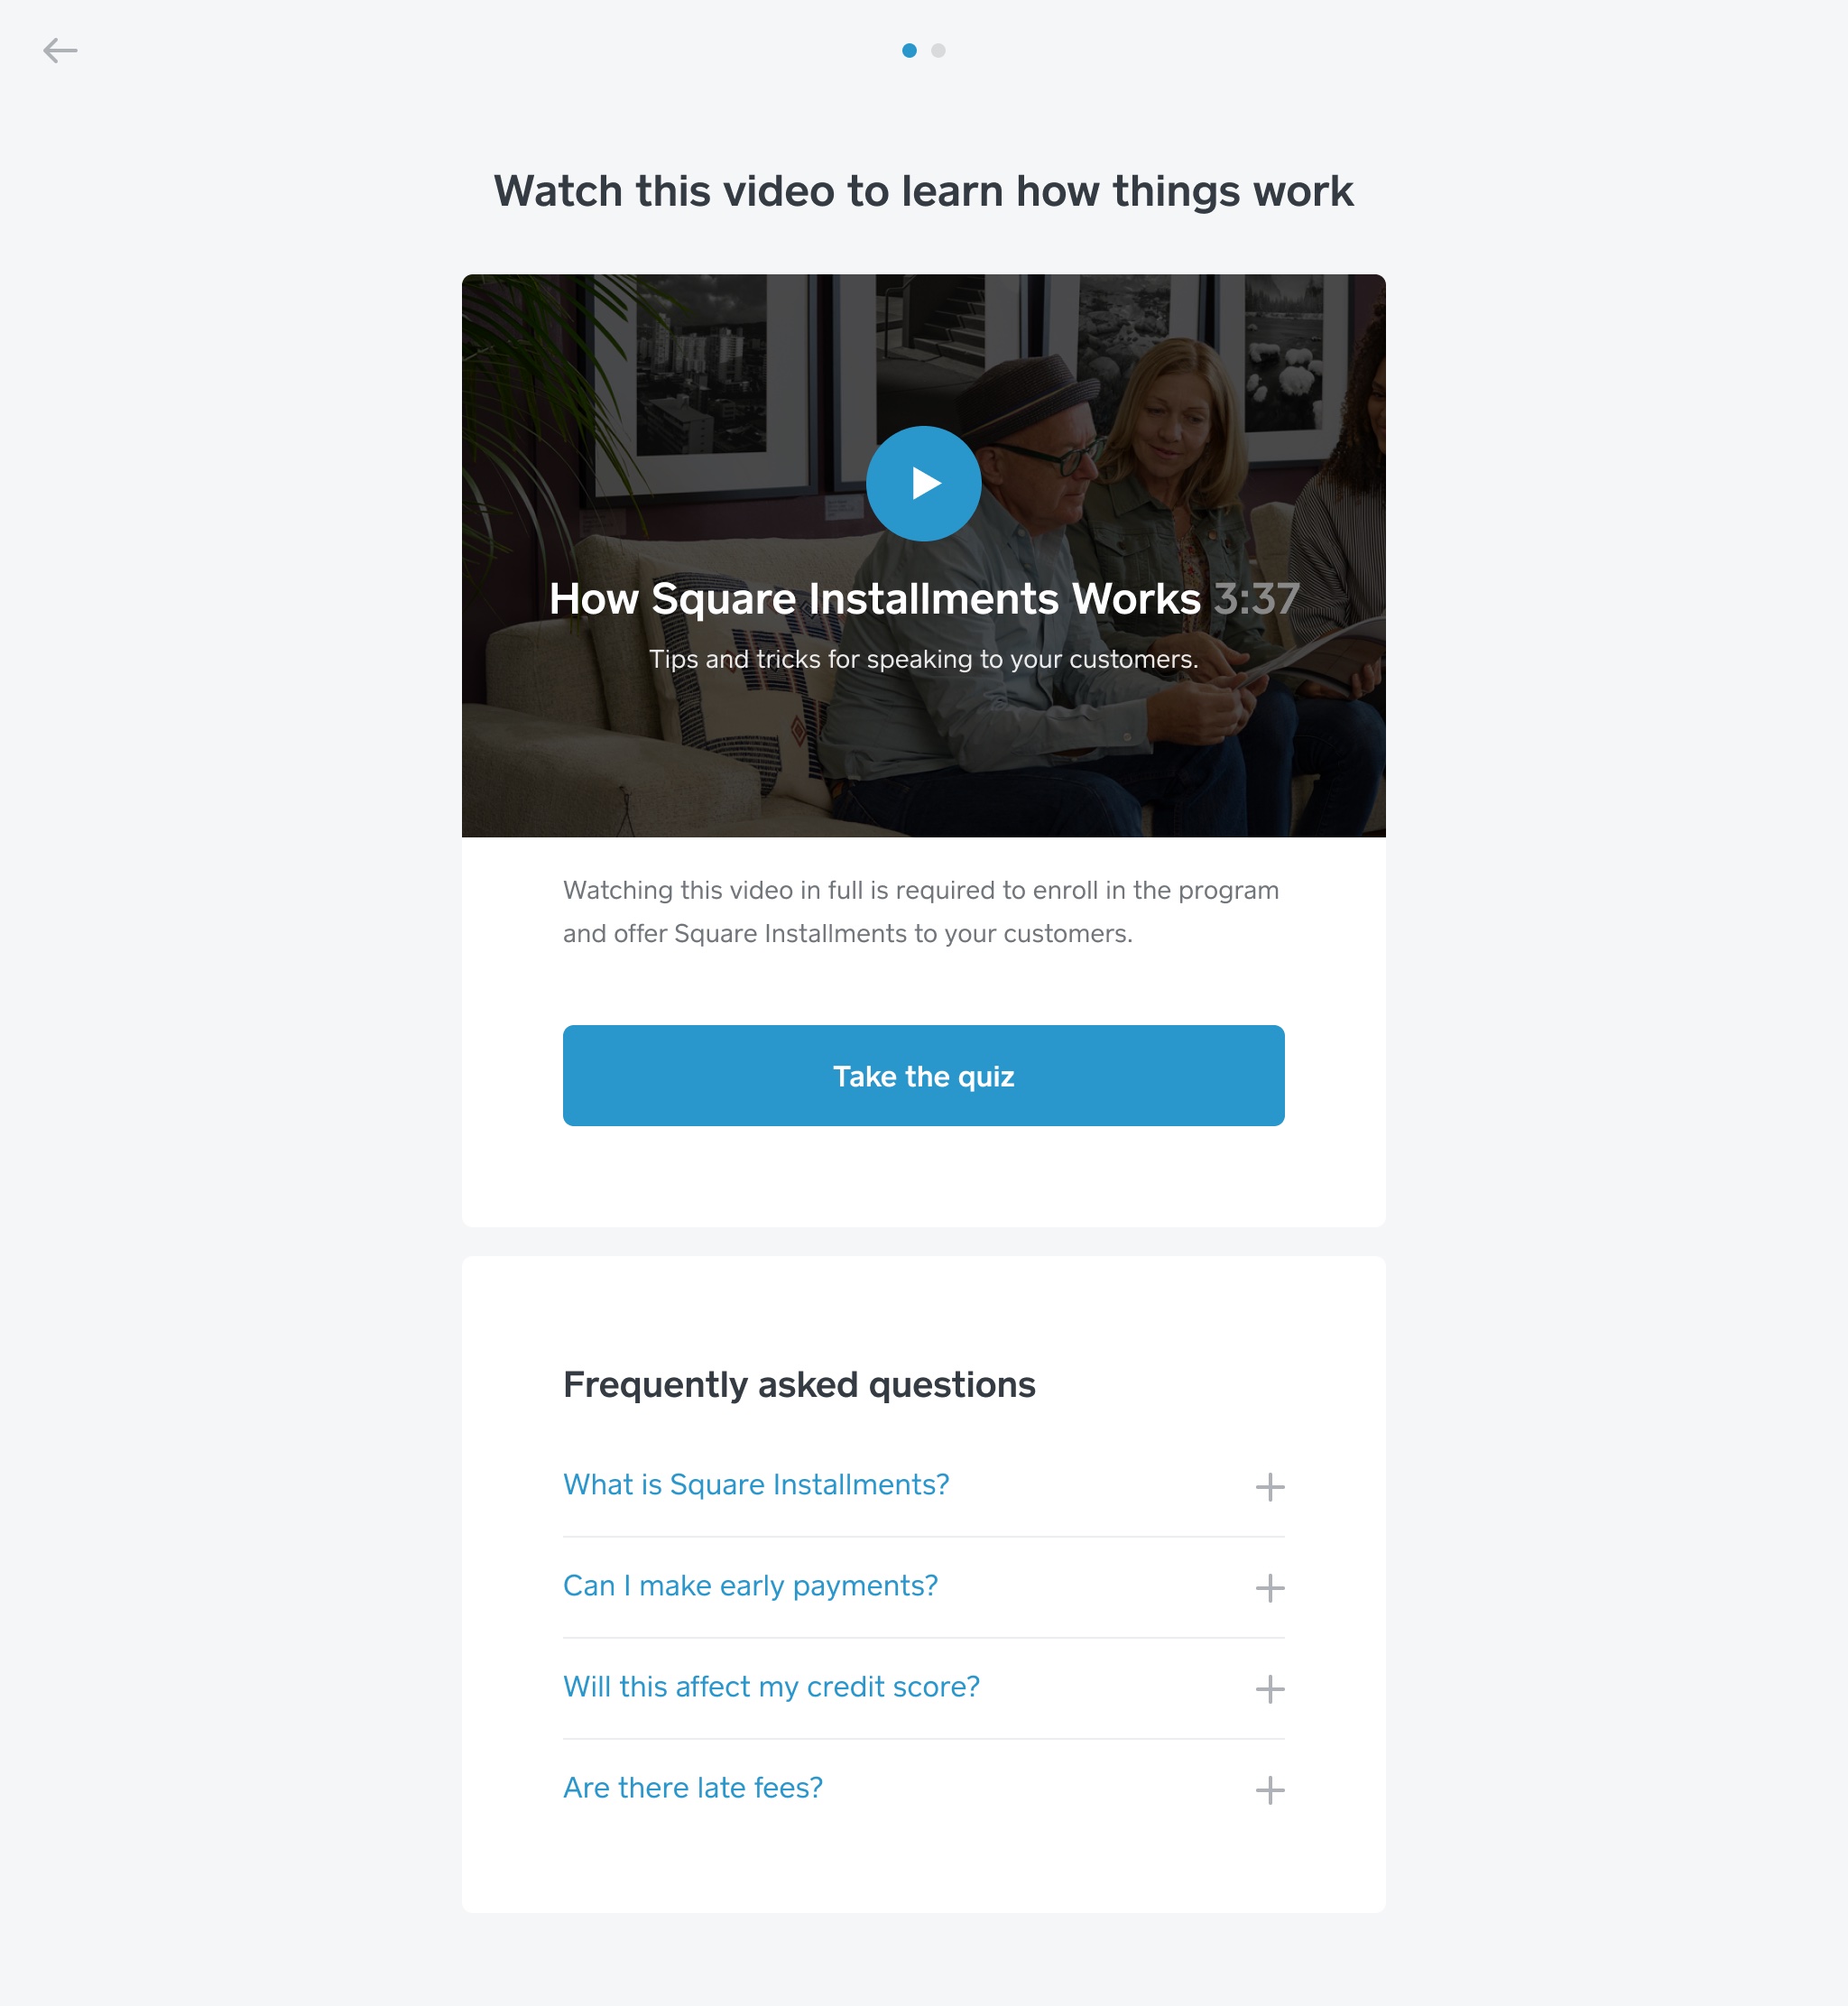 Watch this video to learn how things work
How Square Installments Works 3:37
Tips and tricks for speaking to your customers.
Watching this video in full is required to enroll in the program
and offer Square Installments to your customers.
Take the quiz
Frequently asked questions
What is Square Installments?
Can I make early payments?
Will this affect my credit score?
Are there late fees?